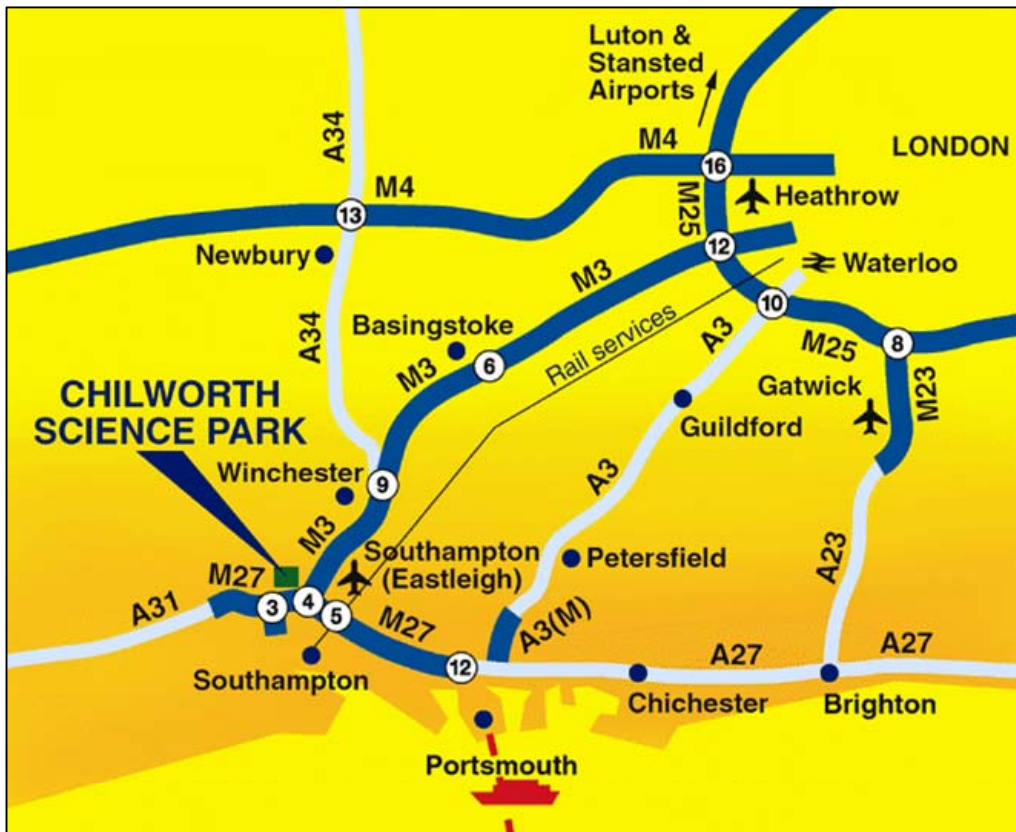 Luton &
Stansted
Airports
A34
M4
LONDON
16
M4
Heathrow
13
M25
Newbury
12
Waterloo
M3
10
Basingstoke
A34
Rail services
A3
8
6
M25
M3
Gatwick
M23
CHILWORTH
SCIENCE PARK
Guildford
Winchester
9
A3
M3
Southampton
(Eastleigh)
Petersfield
A23
M27
A31
3
4
5
M27
A3(M)
12
A27
A27
Southampton
Chichester
Brighton
Portsmouth